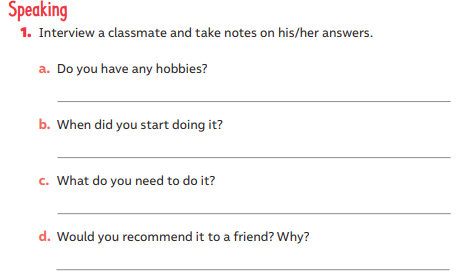 Speaking
1. Interview a classmate and take notes on his/her answers.
a. Do you have any hobbies?
b. When did you start doing it?
c. What do you need to do it?
d. Would you recommend it to a friend? Why?